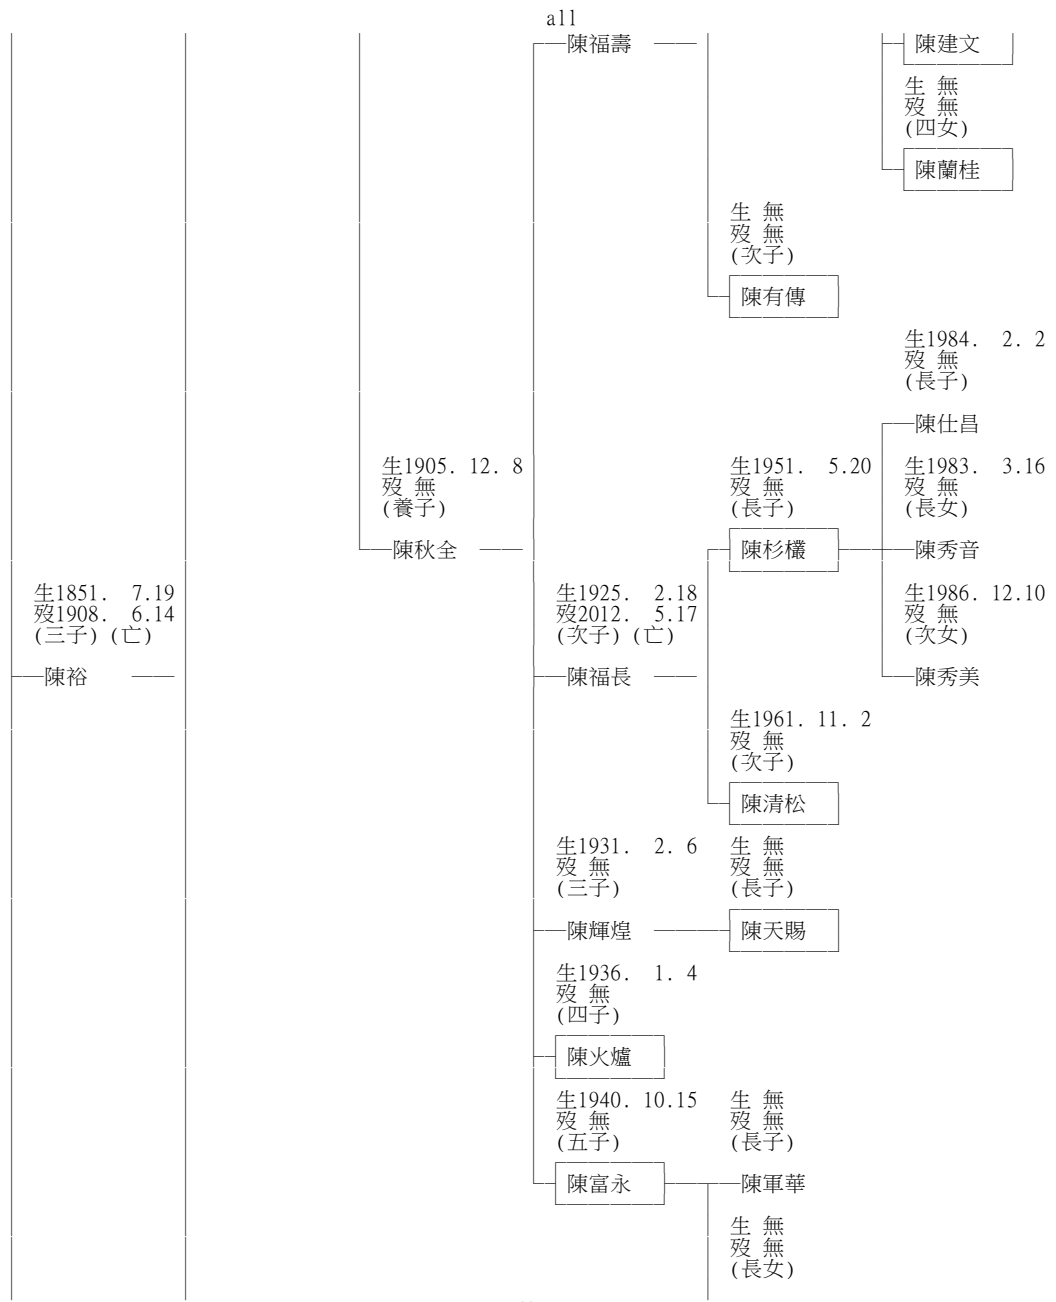 all
陳福壽
陳建文
生 無
歿 無
(四女)
陳蘭桂
生 無
歿 無
(次子)
陳有傳
生1984. 2. 2
歿 無
(長子)
陳仕昌
生1905. 12. 8
歿 無
(養子)
陳秋全
生1951. 5.20
歿 無
(長子)
陳杉欉
生1983. 3.16
歿 無
(長女)
陳秀音
生1851. 7.19
歿1908. 6.14
(三子)(亡)
陳裕
生1925. 2.18
歿2012. 5.17
(次子)(亡)
陳福長
生1986. 12.10
歿 無
(次女)
陳秀美
生1961. 11. 2
歿 無
(次子)
陳清松
生1931. 2. 6
歿 無
(三子)
陳輝煌
生 無
歿 無
(長子)
陳天賜
生1936. 1. 4
歿 無
(四子)
陳火爐
生1940. 10.15
歿 無
(五子)
陳富永
生 無
歿 無
(長子)
陳軍華
生 無
歿 無
(長女)